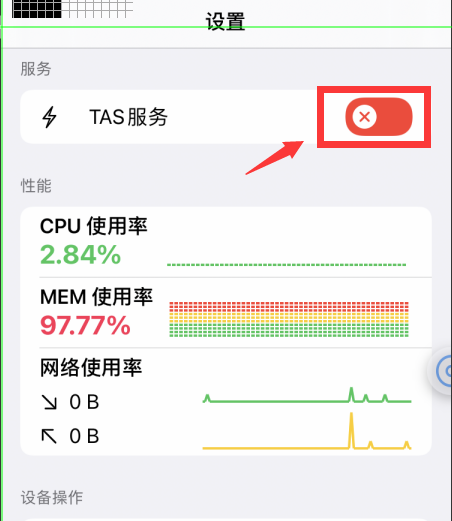 设置
服务
TAS服务
性能
CPU 使用率
2.84%
MEM 使用率
97.77%
网络使用率
0 B
0 B
设备操作